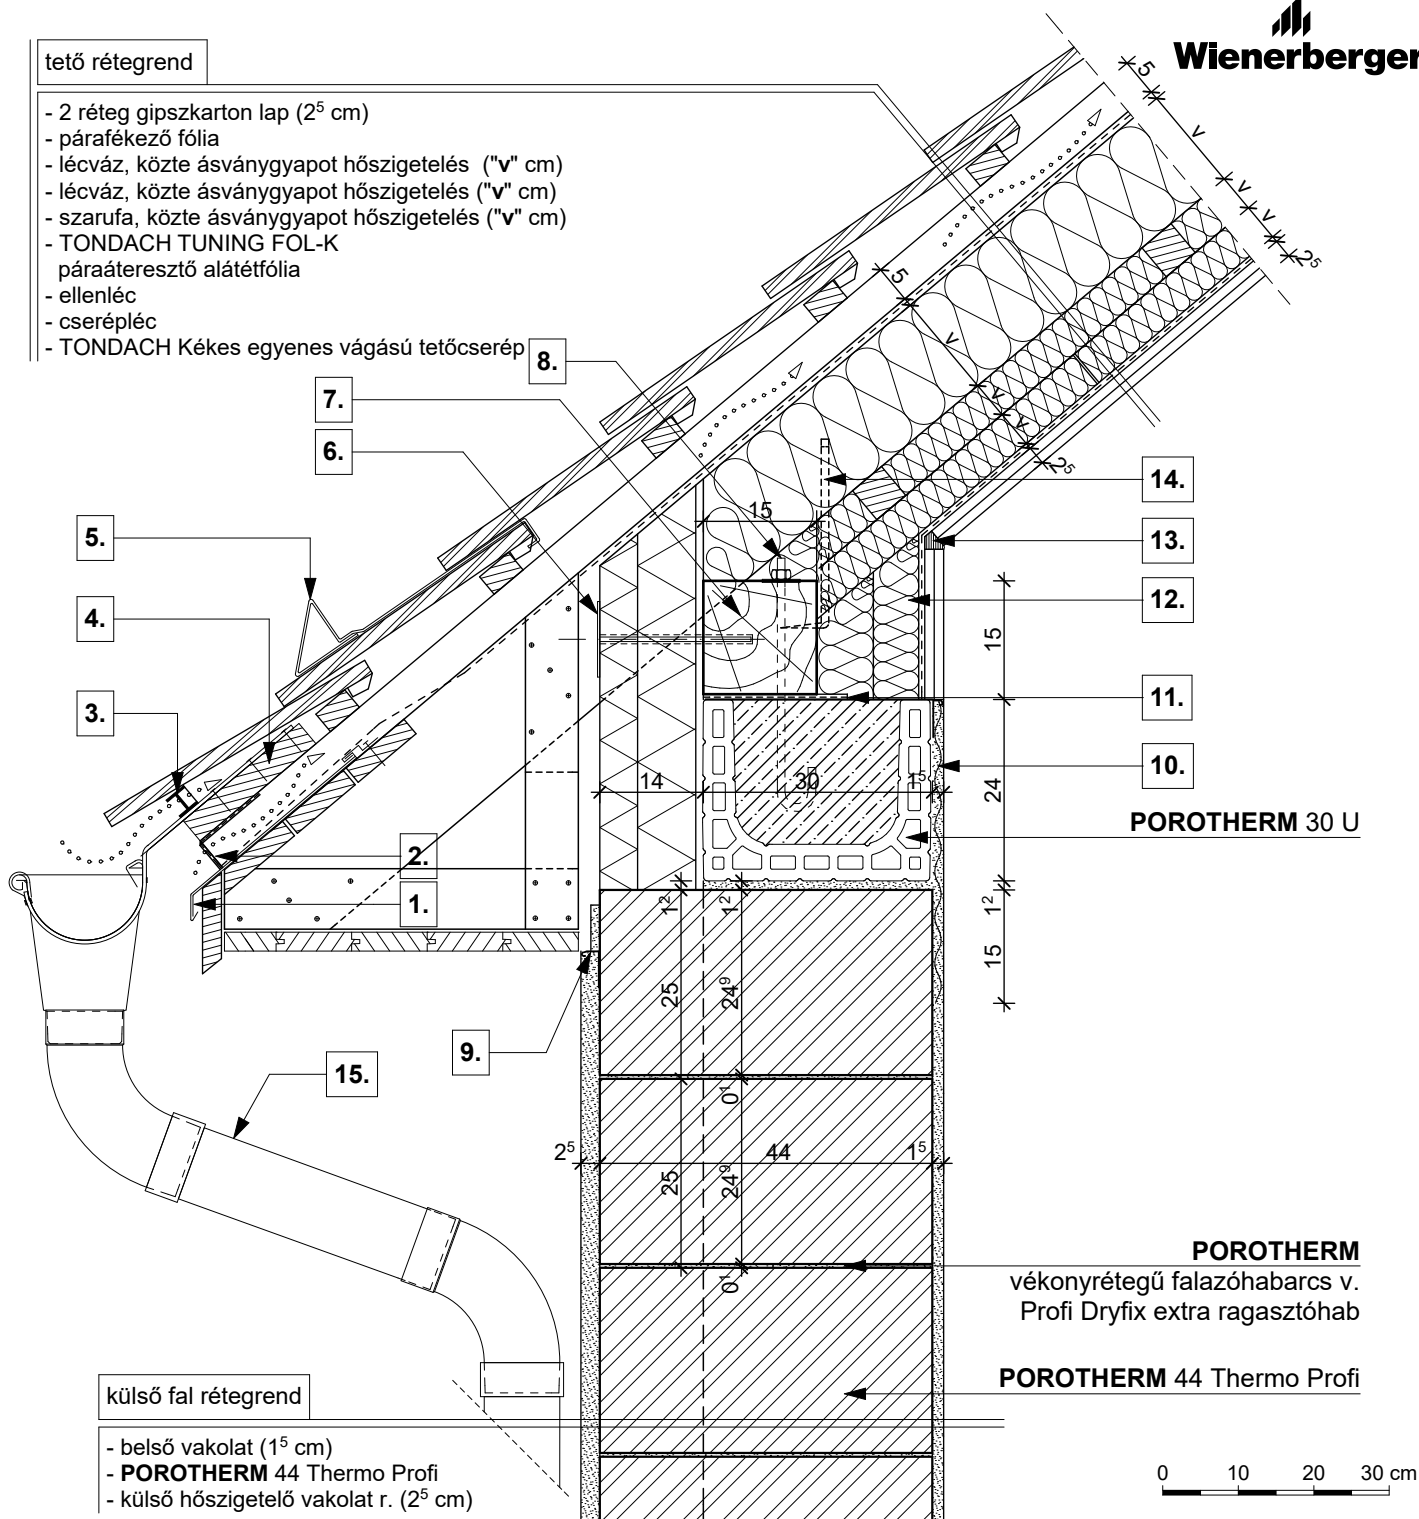 Wienerberger
tető rétegrend
- 2 réteg gipszkarton lap (2⁵ cm)
- párafékező fólia
- lécváz, közte ásványgyapot hőszigetelés ("v" cm)
- lécváz, közte ásványgyapot hőszigetelés ("v" cm)
- szarufa, közte ásványgyapot hőszigetelés ("v" cm)
- TONDACH TUNING FOL-K
páraáteresztő alátétfólia
- ellenléc
- cserépléc
- TONDACH Kékes egyenes vágású tetőcserép
5
v
v
v
2⁵
5
v
v
v
2⁵
8.
7.
6.
5.
4.
3.
2.
1.
9.
15.
14.
13.
12.
11.
10.
15
15
24
1²
15
14
30
1⁵
1²
1²
25
24⁹
0¹
2⁵
44
1⁵
25
24⁹
0¹
POROTHERM 30 U
POROTHERM
vékonyrétegű falazóhabarcs v.
Profi Dryfix extra ragasztóhab
POROTHERM 44 Thermo Profi
külső fal rétegrend
- belső vakolat (1⁵ cm)
- POROTHERM 44 Thermo Profi
- külső hőszigetelő vakolat r. (2⁵ cm)
0 10 20 30 cm